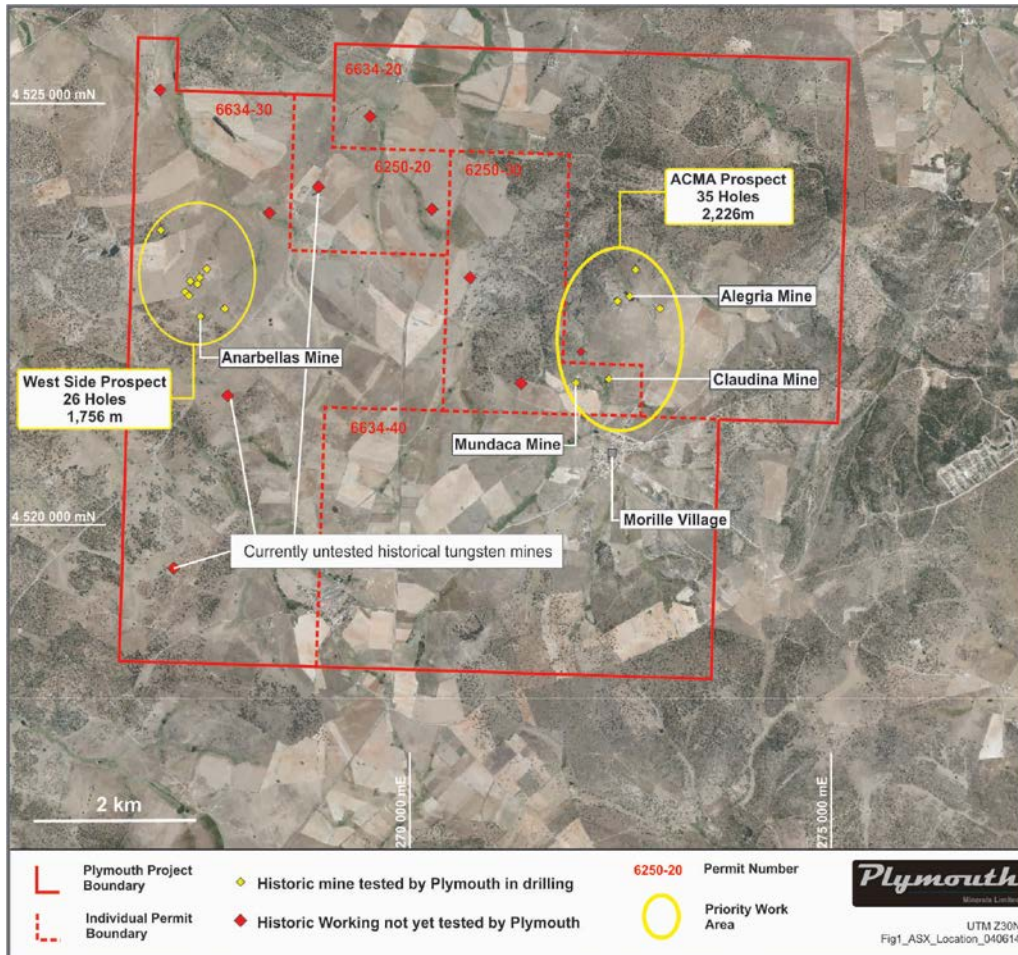 6634-20
4 525 000 mN
6634-30
6250-20
6250-30
ACMA Prospect
35 Holes
2,226m
Alegria Mine
Anarbellas Mine
West Side Prospect
26 Holes
1,756 m
Claudina Mine
6634-40
Mundaca Mine
4 520 000 mN
Morille Village
Currently untested historical tungsten mines
270 000 mE
275 000 mE
2 km
Plymouth Project
Boundary
Individual Permit
Boundary
Historic mine tested by Plymouth in drilling
Historic Working not yet tested by Plymouth
6250-20
Permit Number
Priority Work
Area
Plymouth
Minerals Limited
UTM Z30N
Fig1_ASX_Location_040614